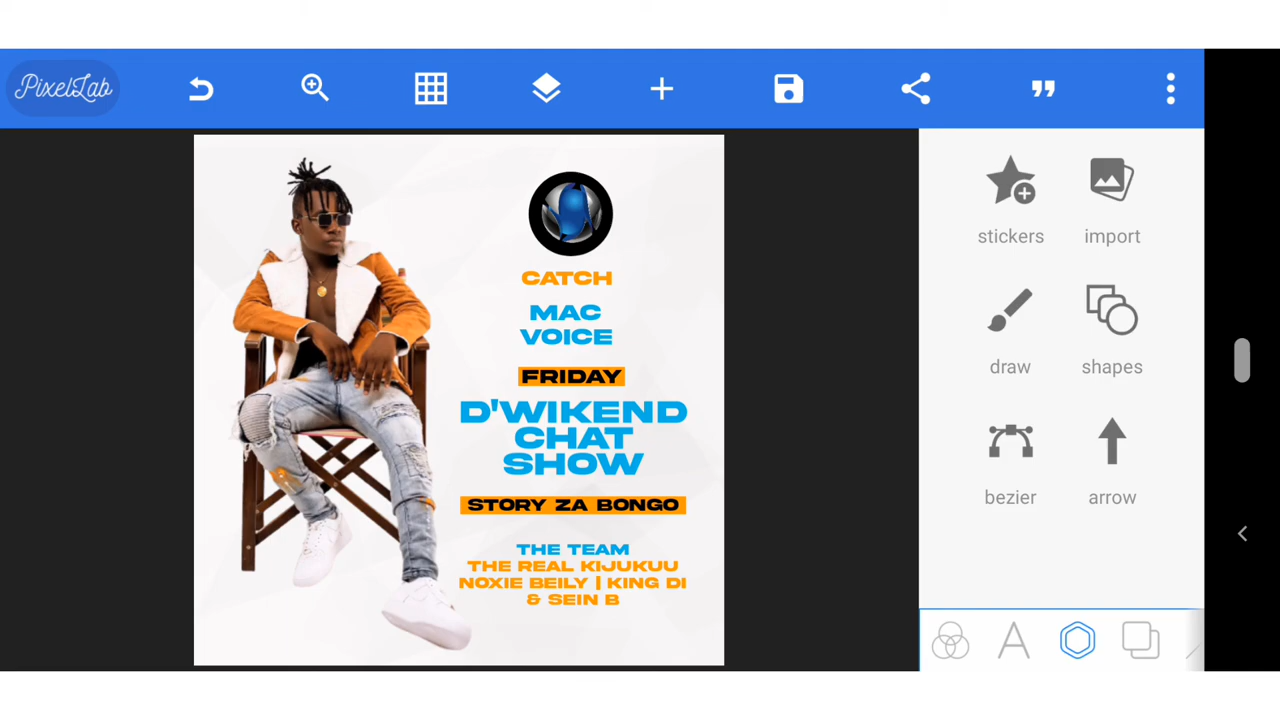 PixelLab
CATCH
MAC
VOICE
FRIDAY
D'WIKEND
CHAT
SHOW
STORY ZA BONGO
THE TEAM
THE REAL KIJUKUU
NOXIE BEILY | KING DI
& SEIN B
stickers
import
draw
shapes
bezier
arrow